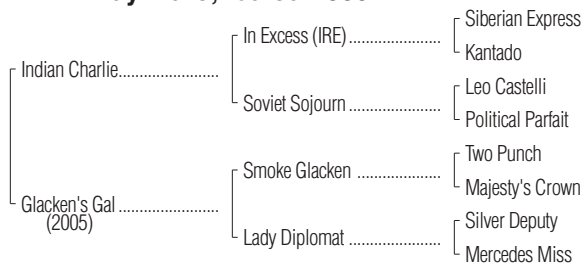 Siberian Express
In Excess (IRE)
Kantado
Indian Charlie
Leo Castelli
Soviet Sojourn
Political Parfait
Two Punch
Smoke Glacken
Majesty's Crown
Glacken's Gal
(2005)
Silver Deputy
Lady Diplomat
Mercedes Miss